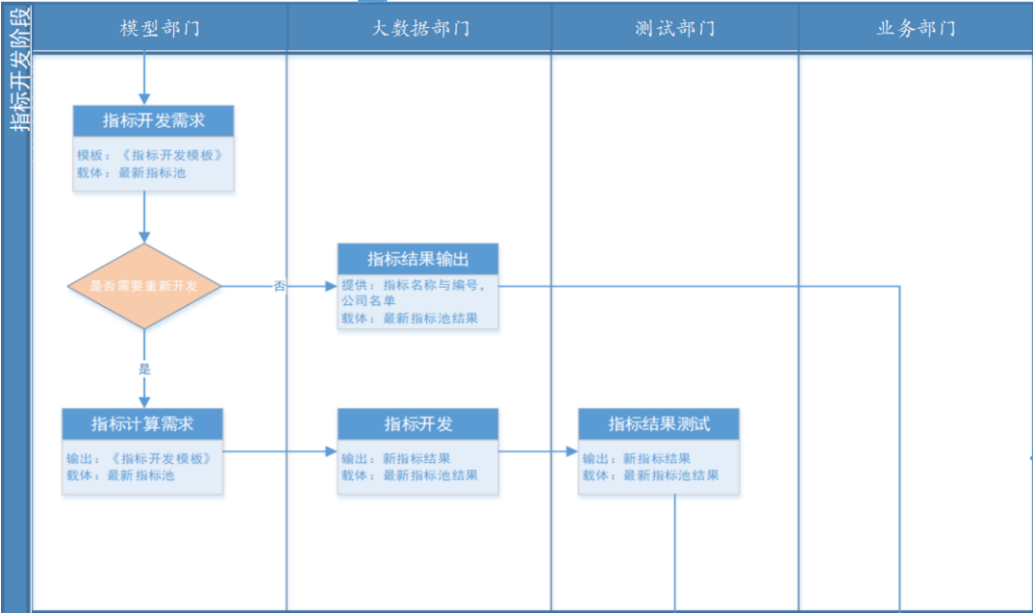 指标开发阶段
模型部门
大数据部门
测试部门
业务部门
指标开发需求
模板：《指标开发模板》
载体：最新指标池
是否需要重新开发
否
指标结果输出
提供：指标名称与编号，
公司名单
载体：最新指标池结果
是
指标计算需求
输出：《指标开发模板》
载体：最新指标池
指标开发
输出：新指标结果
载体：最新指标池结果
指标结果测试
输出：新指标结果
载体：最新指标池结果